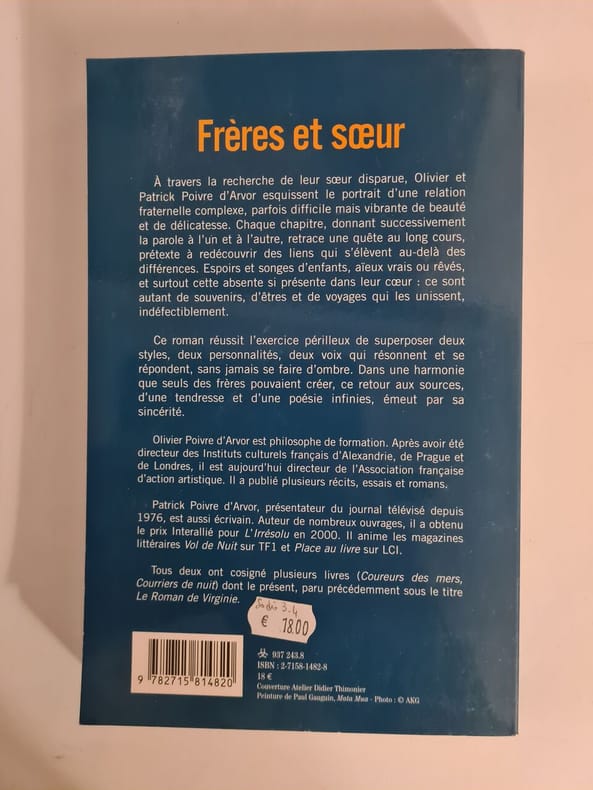 Frères et sœur
À travers la recherche de leur sœur disparue, Olivier et
Patrick Poivre d'Arvor esquissent le portrait d'une relation
fraternelle complexe, parfois difficile mais vibrante de beauté
et de délicatesse. Chaque chapitre, donnant successivement
la parole à l'un et à l'autre, retrace une quête au long cours,
prétexte à redécouvrir des liens qui s'élèvent au-delà des
différences. Espoirs et songes d'enfants, aïeux vrais ou rêvés,
et surtout cette absente si présente dans leur cœur : ce sont
autant de souvenirs, d'êtres et de voyages qui les unissent,
indéfectiblement.
Ce roman réussit l'exercice périlleux de superposer deux
styles, deux personnalités, deux voix qui résonnent et se
répondent, sans jamais se faire d'ombre. Dans une harmonie
que seuls des frères pouvaient créer, ce retour aux sources,
d'une tendresse et d'une poésie infinies, émeut par sa
sincérité.
Olivier Poivre d'Arvor est philosophe de formation. Après avoir été
directeur des Instituts culturels français d'Alexandrie, de Prague et
de Londres, il est aujourd'hui directeur de l'Association française
d'action artistique. Il a publié plusieurs récits, essais et romans.
Patrick Poivre d'Arvor, présentateur du journal télévisé depuis
1976, est aussi écrivain. Auteur de nombreux ouvrages, il a obtenu
le prix Interallié pour L'Irrésolu en 2000. Il anime les magazines
littéraires Vol de Nuit sur TF1 et Place au livre sur LCI.
Tous deux ont cosigné plusieurs livres (Coureurs des mers,
Courriers de nuit) dont le présent, paru précédemment sous le titre
Le Roman de Virginie.
3-4
€ 18.00
937 243.8
ISBN : 2-7158-1482-8
18 €
Couverture Atelier Didier Thimonier
Peinture de Paul Gauguin, Mata Mua - Photo : © AKG
9 782715 814820